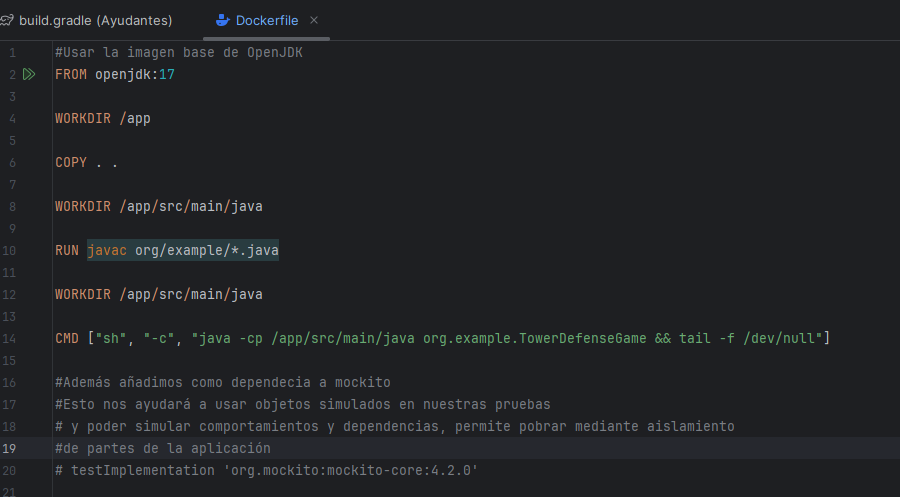 build.gradle (Ayudantes) Dockerfile ×
1 #Usar la imagen base de OpenJDK
2 FROM openjdk:17
3
4 WORKDIR /app
5
6 COPY . .
7
8 WORKDIR /app/src/main/java
9
10 RUN javac org/example/*.java
11
12 WORKDIR /app/src/main/java
13
14 CMD ["sh", "-c", "java -cp /app/src/main/java org.example.TowerDefenseGame && tail -f /dev/null"]
15
16 #Además añadimos como dependecia a mockito
17 #Esto nos ayudará a usar objetos simulados en nuestras pruebas
18 # y poder simular comportamientos y dependencias, permite pobrar mediante aislamiento
19 #de partes de la aplicación
20 # testImplementation 'org.mockito:mockito-core:4.2.0'
21